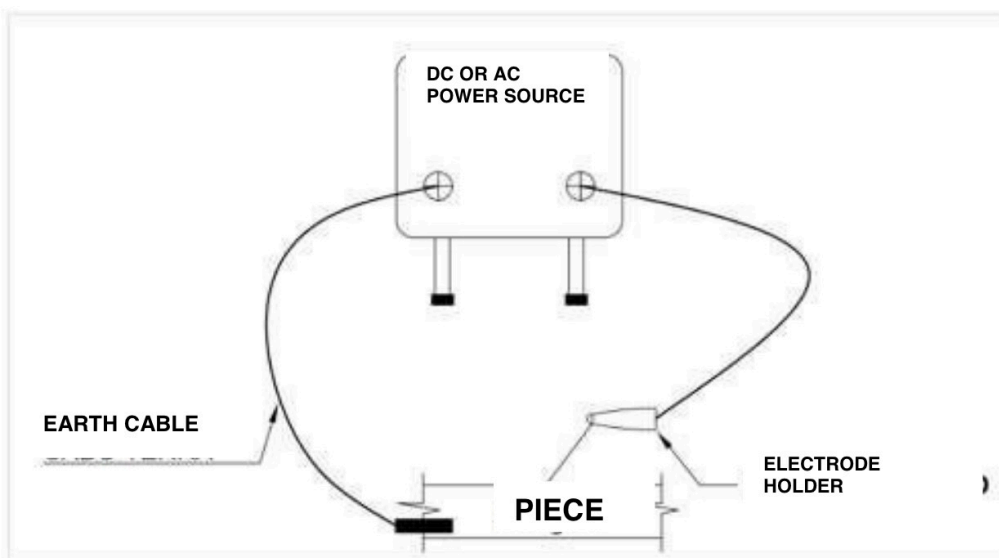 DC OR AC
POWER SOURCE
EARTH CABLE
ELECTRODE
HOLDER
PIECE